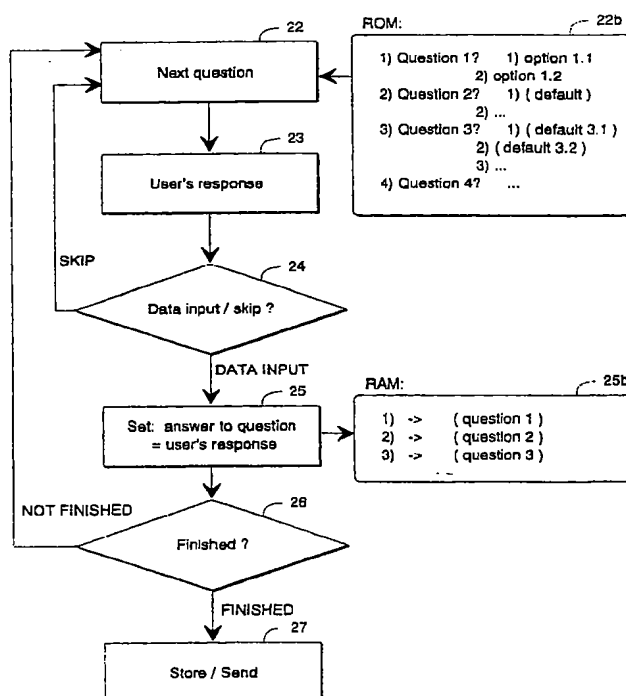 22
Next question
ROM:
22b
1) Question 1? 1) option 1.1
2) option 1.2
2) Question 2? 1) ( default )
2) ...
3) Question 3? 1) ( default 3.1 )
2) ( default 3.2 )
3) ...
4) Question 4? ...
23
User's response
SKIP
24
Data input / skip ?
DATA INPUT
25
Set: answer to question
= user's response
RAM:
25b
1) -> ( question 1 )
2) -> ( question 2 )
3) -> ( question 3 )
NOT FINISHED
26
Finished ?
FINISHED
27
Store / Send